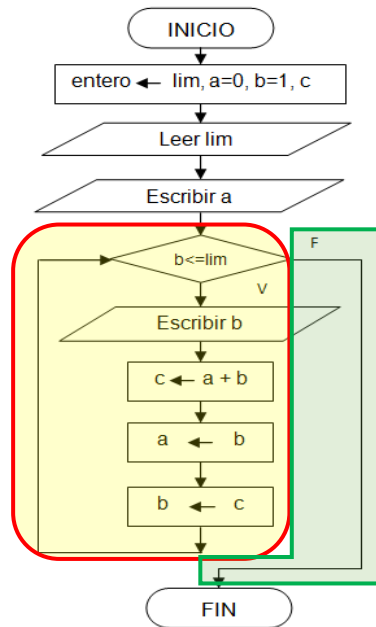 INICIO
entero ← lim, a=0, b=1, c
Leer lim
Escribir a
b<=lim
F
V
Escribir b
c ← a + b
a ← b
b ← c
FIN